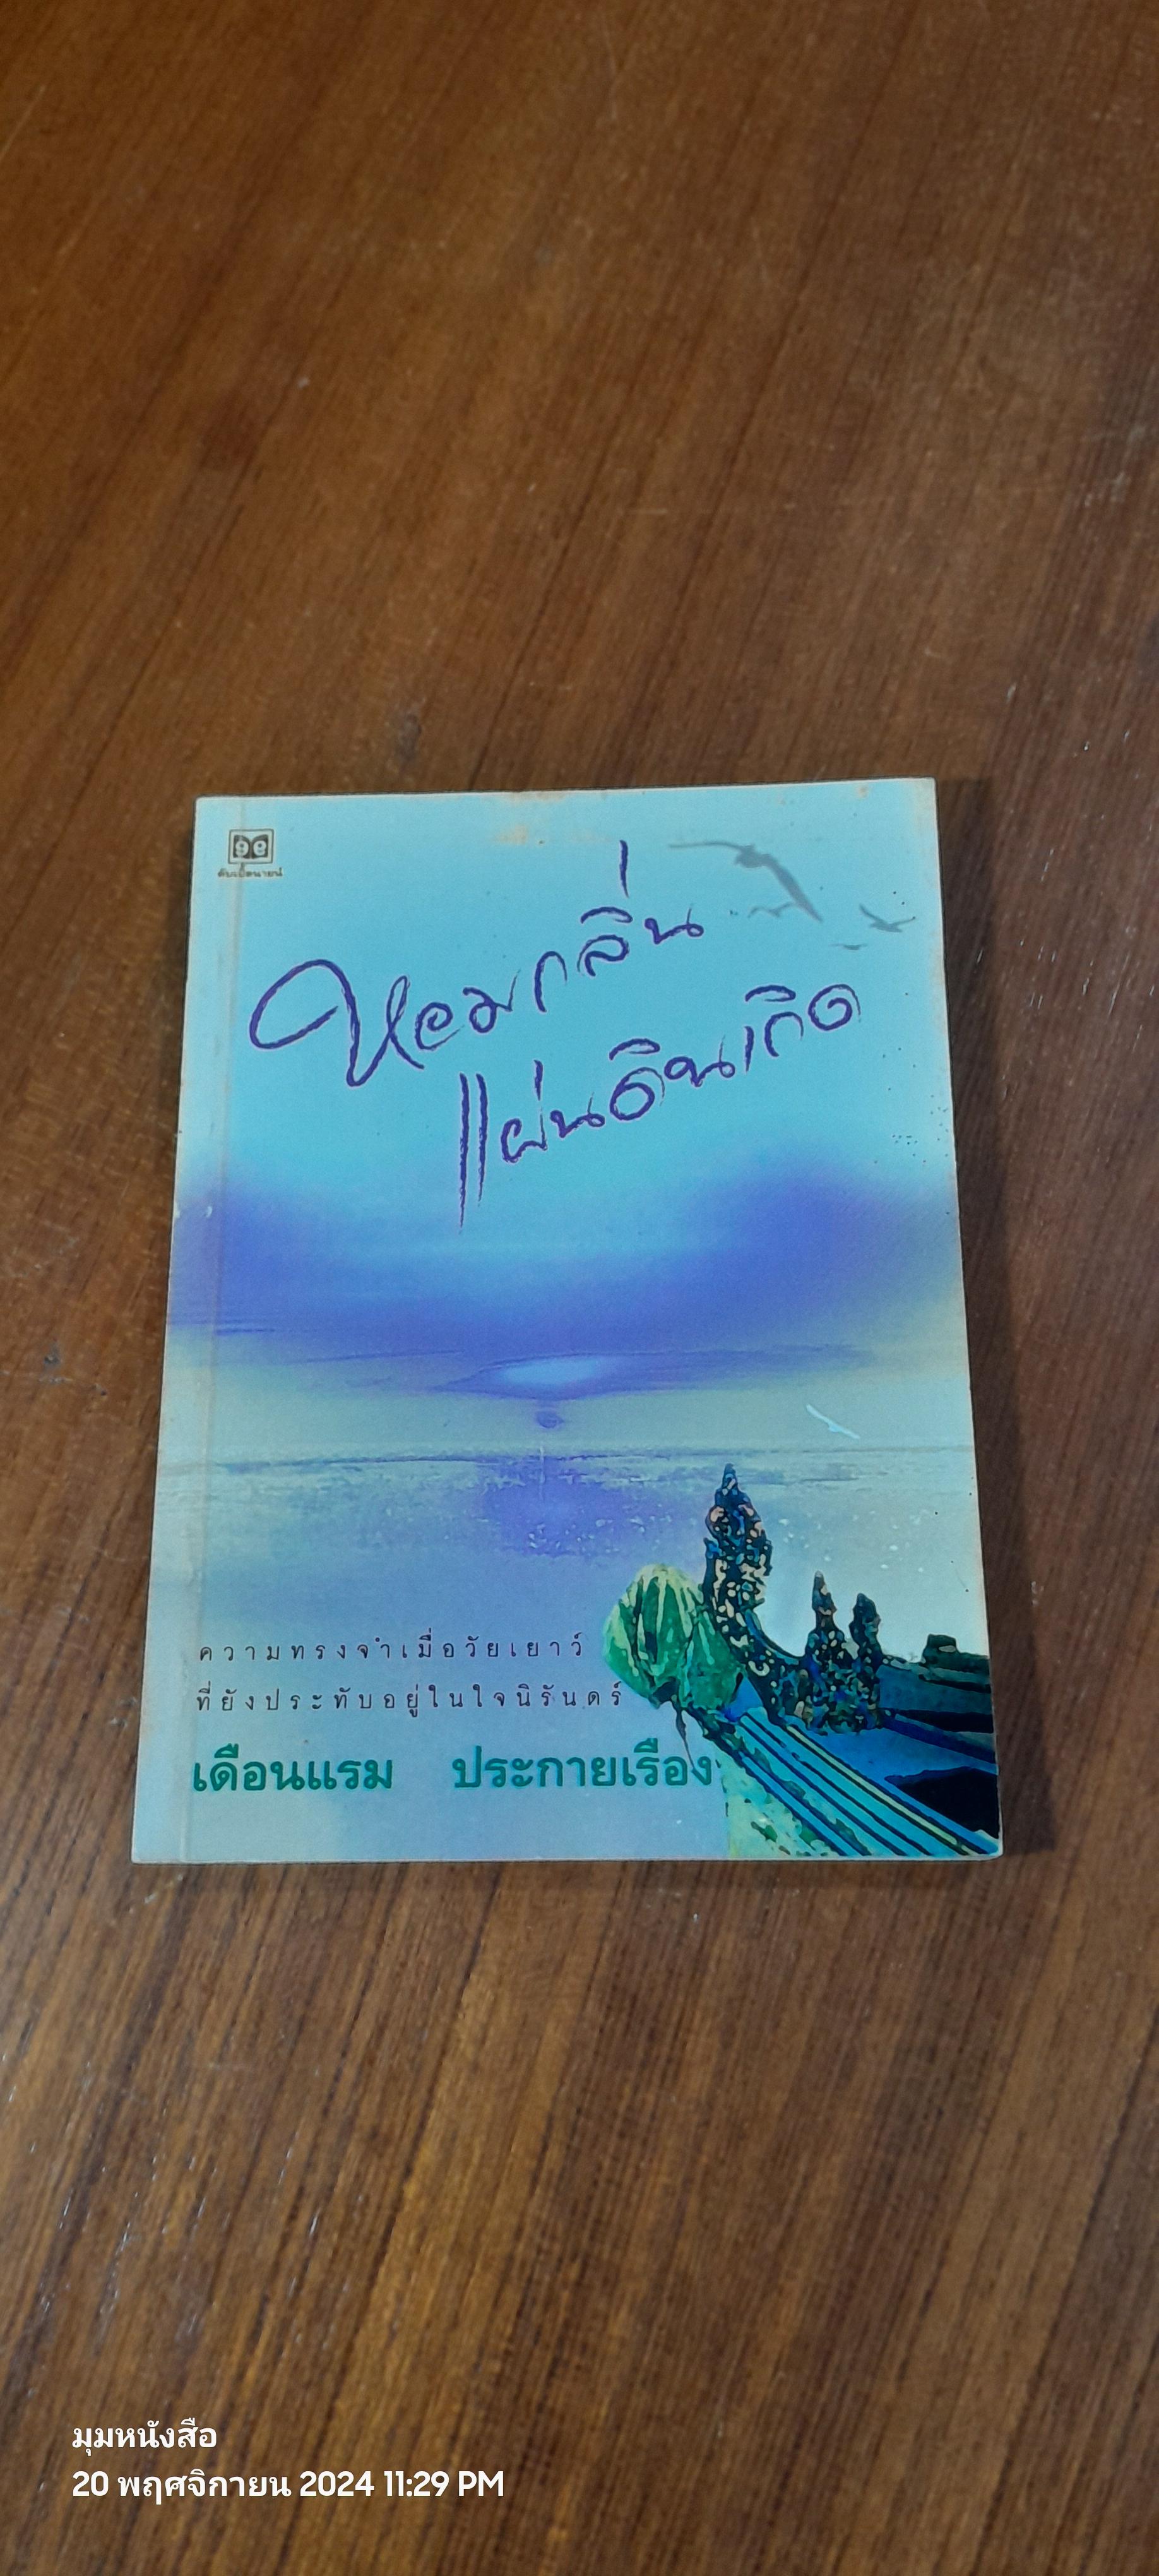 หอมกลิ่น
แผ่นดินเกิด
ความทรงจำเมื่อวัยเยาว์
ที่ยังประทับอยู่ในใจนิรันดร์
เดือนแรม ประกายเรือง
มุมหนังสือ
20 พฤศจิกายน 2024 11:29 PM